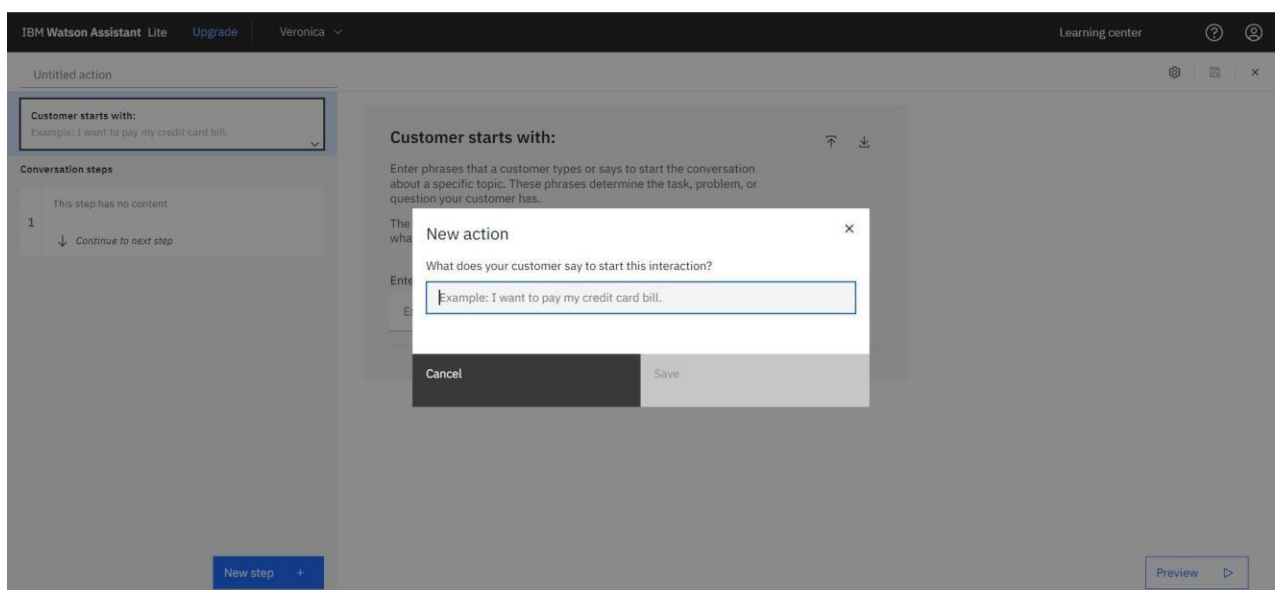 IBM Watson Assistant Lite Upgrade Veronica Learning center
Untitled action
Customer starts with:
Example: I want to pay my credit card bill.
Conversation steps
1
This step has no content
Continue to next step
New step +
Customer starts with:
Enter phrases that a customer types or says to start the conversation
about a specific topic. These phrases determine the task, problem, or
question your customer has.
The
wha
Ente
New action
What does your customer say to start this interaction?
Example: I want to pay my credit card bill.
Cancel Save
Preview